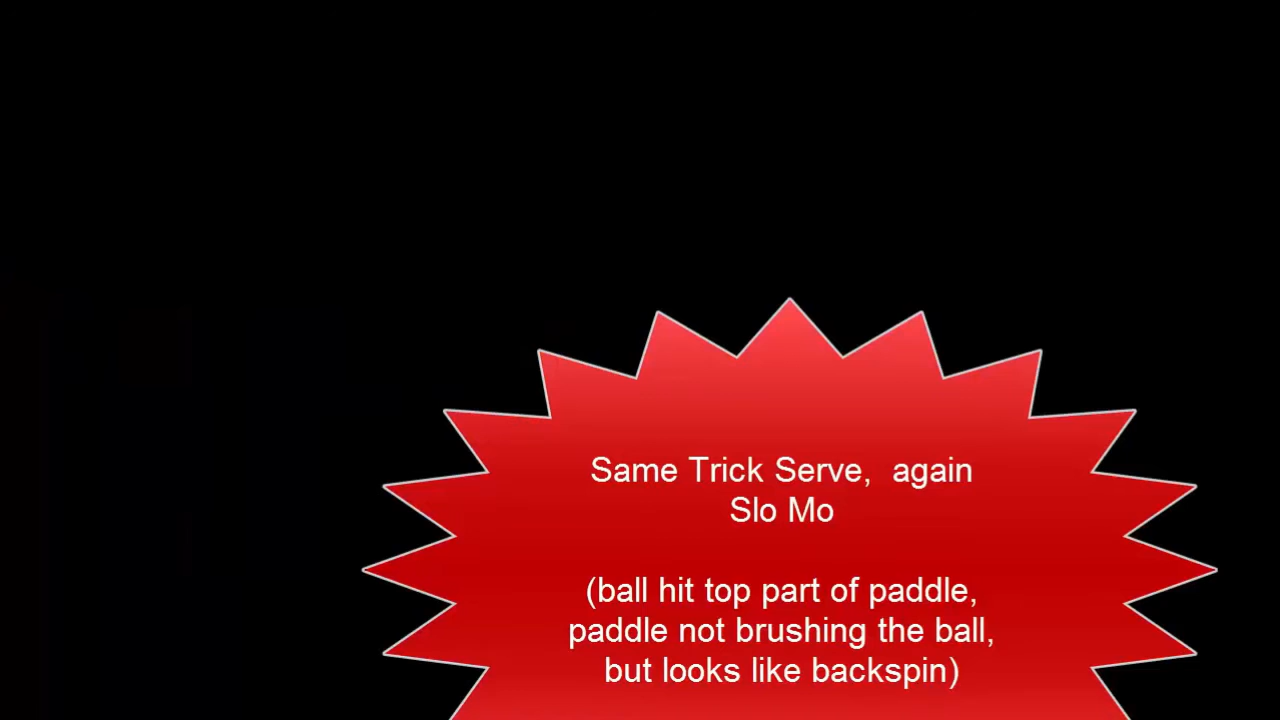 Same Trick Serve,  again
Slo Mo
(ball hit top part of paddle,
paddle not brushing the ball,
but looks like backspin)